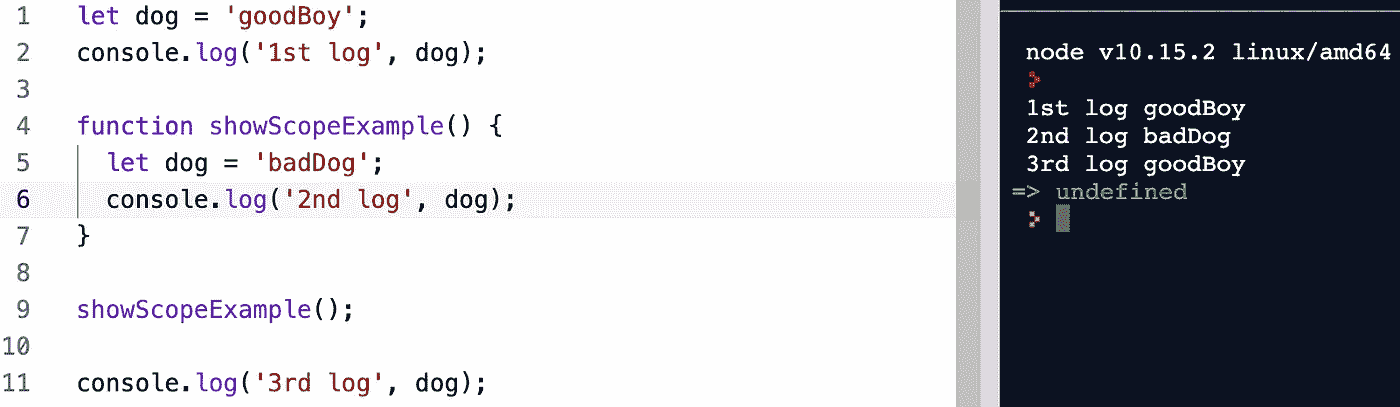 1 let dog = 'goodBoy';
2 console.log('1st log', dog);
3
4 function showScopeExample() {
5 let dog = 'badDog';
6 console.log('2nd log', dog);
7 }
8
9 showScopeExample();
10
11 console.log('3rd log', dog);
node v10.15.2 linux/amd64
>
1st log goodBoy
2nd log badDog
3rd log goodBoy
=> undefined
>